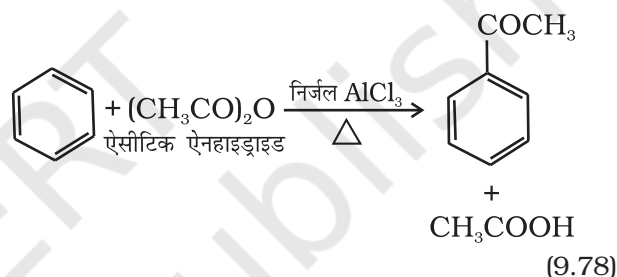 COCH₃
+ (CH₃CO)₂O निर्जल AlCl₃
ऐसीटिक ऐनहाइड्राइड △
+
CH₃COOH
(9.78)